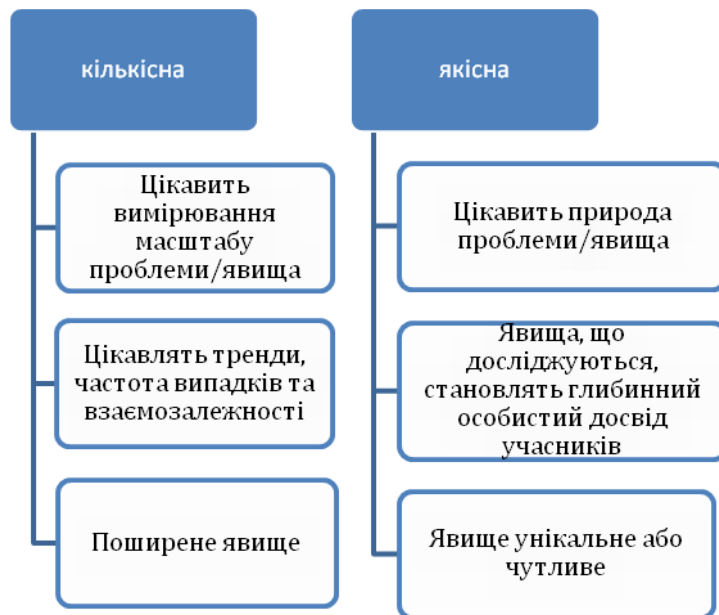 кількісна
Цікавить
вимірювання
масштабу
проблеми/явища
Цікавлять тренди,
частота випадків та
взаємозалежності
Поширене явище
якісна
Цікавить природа
проблеми/явища
Явища, що
досліджуються,
становлять глибинний
особистий досвід
учасників
Явище унікальне або
чутливе